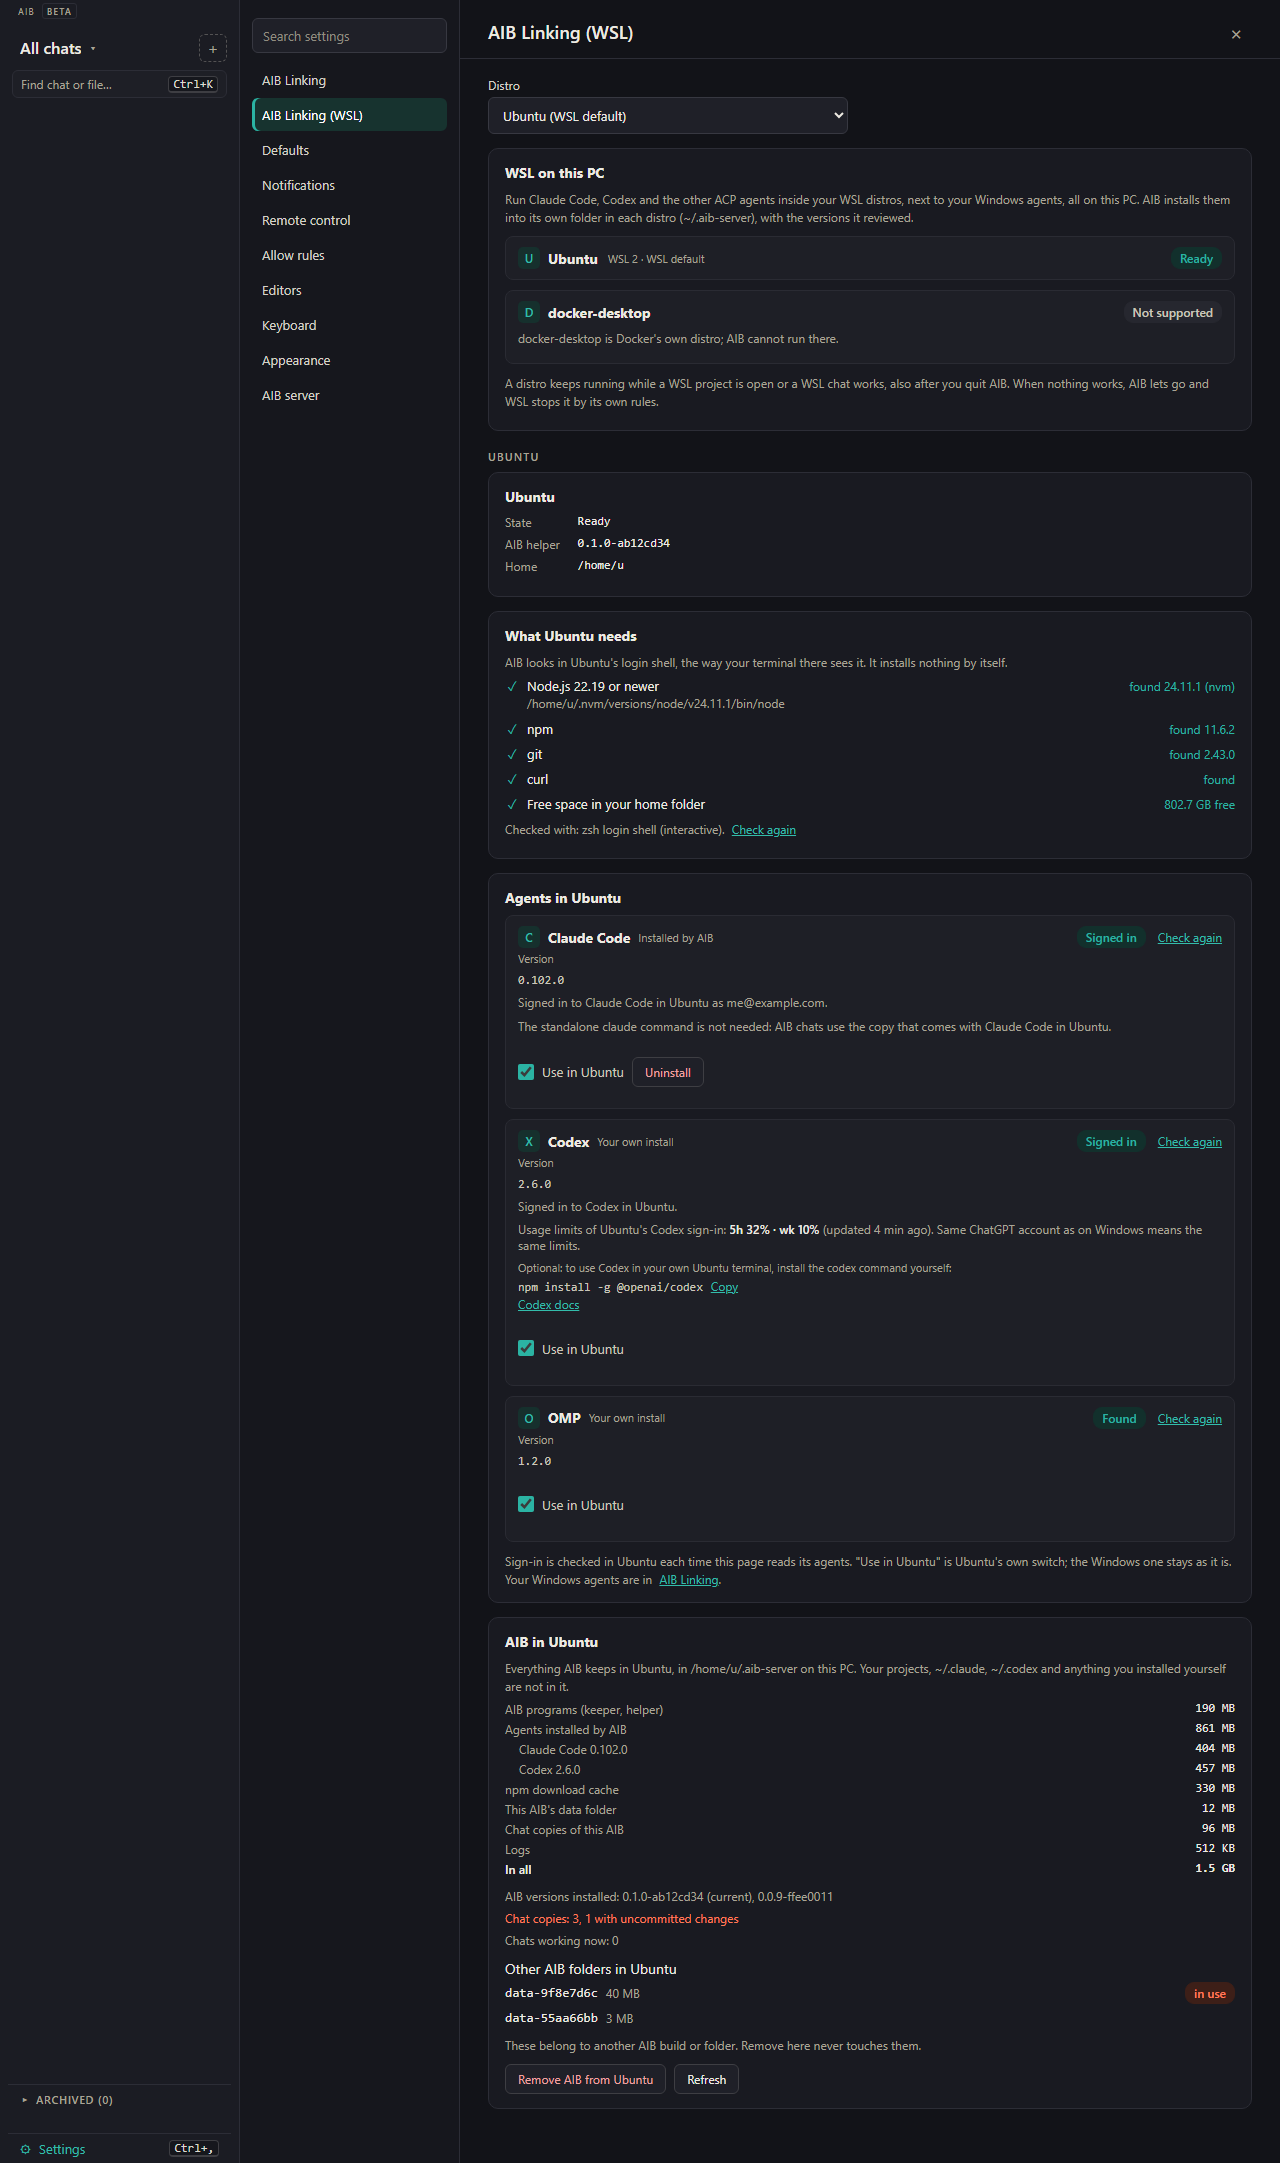 AIB BETA
All chats
+
Find chat or file... Ctrl+K
ARCHIVED (0)
Settings Ctrl+,
Search settings
AIB Linking
AIB Linking (WSL)
Defaults
Notifications
Remote control
Allow rules
Editors
Keyboard
Appearance
AIB server
AIB Linking (WSL) ×
Distro
Ubuntu (WSL default)
WSL on this PC
Run Claude Code, Codex and the other ACP agents inside your WSL distros, next to your Windows agents, all on this PC. AIB installs them
into its own folder in each distro (~/.aib-server), with the versions it reviewed.
U Ubuntu WSL 2 · WSL default Ready
D docker-desktop Not supported
docker-desktop is Docker's own distro; AIB cannot run there.
A distro keeps running while a WSL project is open or a WSL chat works, also after you quit AIB. When nothing works, AIB lets go and
WSL stops it by its own rules.
UBUNTU
Ubuntu
State Ready
AIB helper 0.1.0-ab12cd34
Home /home/u
What Ubuntu needs
AIB looks in Ubuntu's login shell, the way your terminal there sees it. It installs nothing by itself.
✓ Node.js 22.19 or newer found 24.11.1 (nvm)
/home/u/.nvm/versions/node/v24.11.1/bin/node
✓ npm found 11.6.2
✓ git found 2.43.0
✓ curl found
✓ Free space in your home folder 802.7 GB free
Checked with: zsh login shell (interactive). Check again
Agents in Ubuntu
C Claude Code Installed by AIB Signed in Check again
Version
0.102.0
Signed in to Claude Code in Ubuntu as me@example.com.
The standalone claude command is not needed: AIB chats use the copy that comes with Claude Code in Ubuntu.
Use in Ubuntu Uninstall
X Codex Your own install Signed in Check again
Version
2.6.0
Signed in to Codex in Ubuntu.
Usage limits of Ubuntu's Codex sign-in: 5h 32% · wk 10% (updated 4 min ago). Same ChatGPT account as on Windows means the
same limits.
Optional: to use Codex in your own Ubuntu terminal, install the codex command yourself:
npm install -g @openai/codex Copy
Codex docs
Use in Ubuntu
O OMP Your own install Found Check again
Version
1.2.0
Use in Ubuntu
Sign-in is checked in Ubuntu each time this page reads its agents. "Use in Ubuntu" is Ubuntu's own switch; the Windows one stays as it is.
Your Windows agents are in AIB Linking.
AIB in Ubuntu
Everything AIB keeps in Ubuntu, in /home/u/.aib-server on this PC. Your projects, ~/.claude, ~/.codex and anything you installed yourself
are not in it.
AIB programs (keeper, helper) 190 MB
Agents installed by AIB 861 MB
Claude Code 0.102.0 404 MB
Codex 2.6.0 457 MB
npm download cache 330 MB
This AIB's data folder 12 MB
Chat copies of this AIB 96 MB
Logs 512 KB
In all 1.5 GB
AIB versions installed: 0.1.0-ab12cd34 (current), 0.0.9-ffee0011
Chat copies: 3, 1 with uncommitted changes
Chats working now: 0
Other AIB folders in Ubuntu
data-9f8e7d6c 40 MB in use
data-55aa66bb 3 MB
These belong to another AIB build or folder. Remove here never touches them.
Remove AIB from Ubuntu Refresh